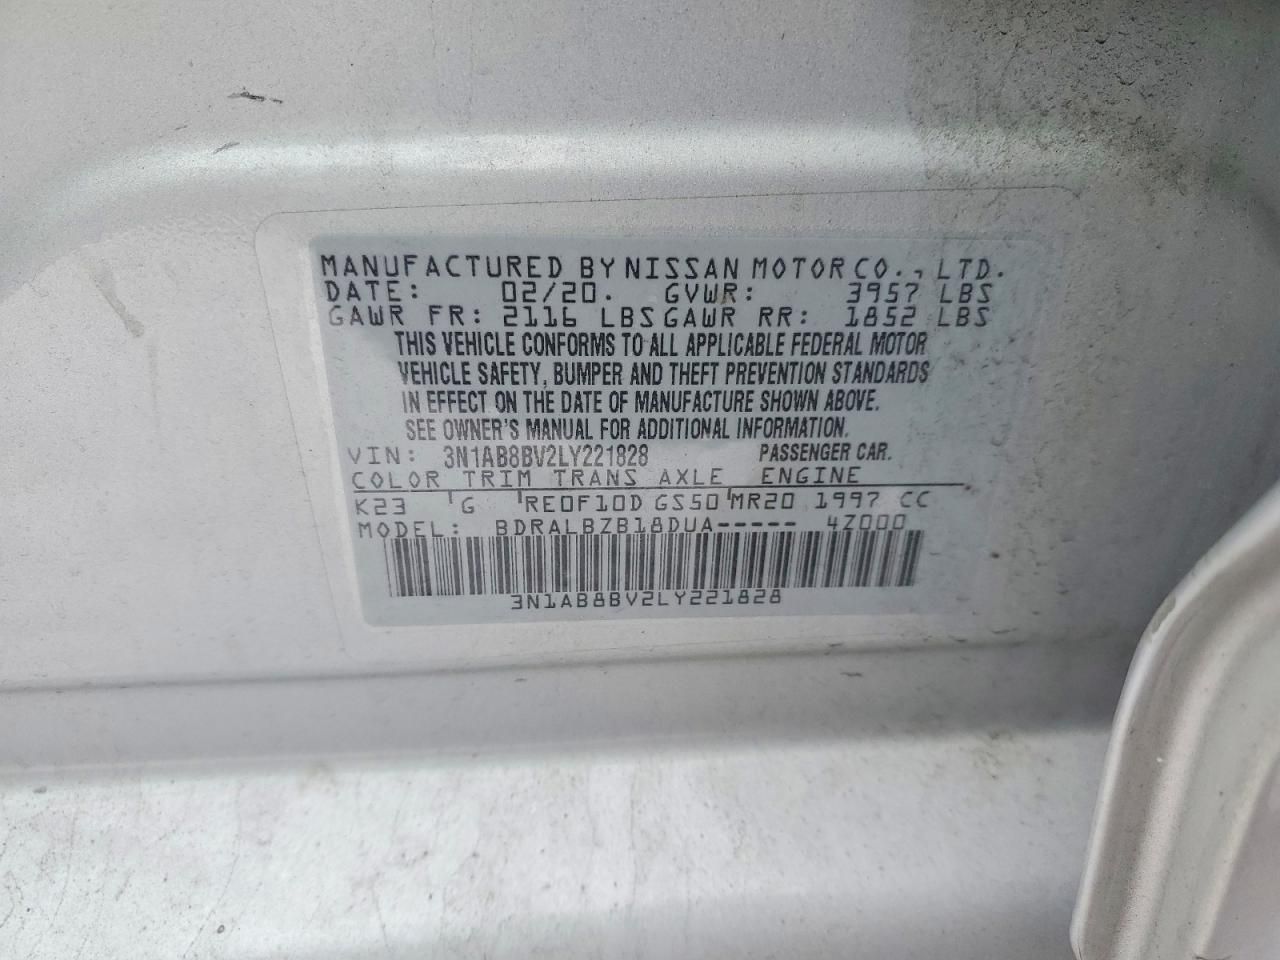 MANUFACTURED BY NISSAN MOTOR CO., LTD.
DATE: 02/20. GVWR: 3957 LBS
GAWR FR: 2116 LBS GAWR RR: 1852 LBS
THIS VEHICLE CONFORMS TO ALL APPLICABLE FEDERAL MOTOR
VEHICLE SAFETY, BUMPER AND THEFT PREVENTION STANDARDS
IN EFFECT ON THE DATE OF MANUFACTURE SHOWN ABOVE.
SEE OWNER'S MANUAL FOR ADDITIONAL INFORMATION.
VIN: 3N1AB8BV2LY221828 PASSENGER CAR.
COLOR TRIM TRANS AXLE ENGINE
K23 G RE0F10D GS50 MR20 1997 CC
MODEL: BDRALBZB18DUA----- 4Z000
3N1AB8BV2LY221828